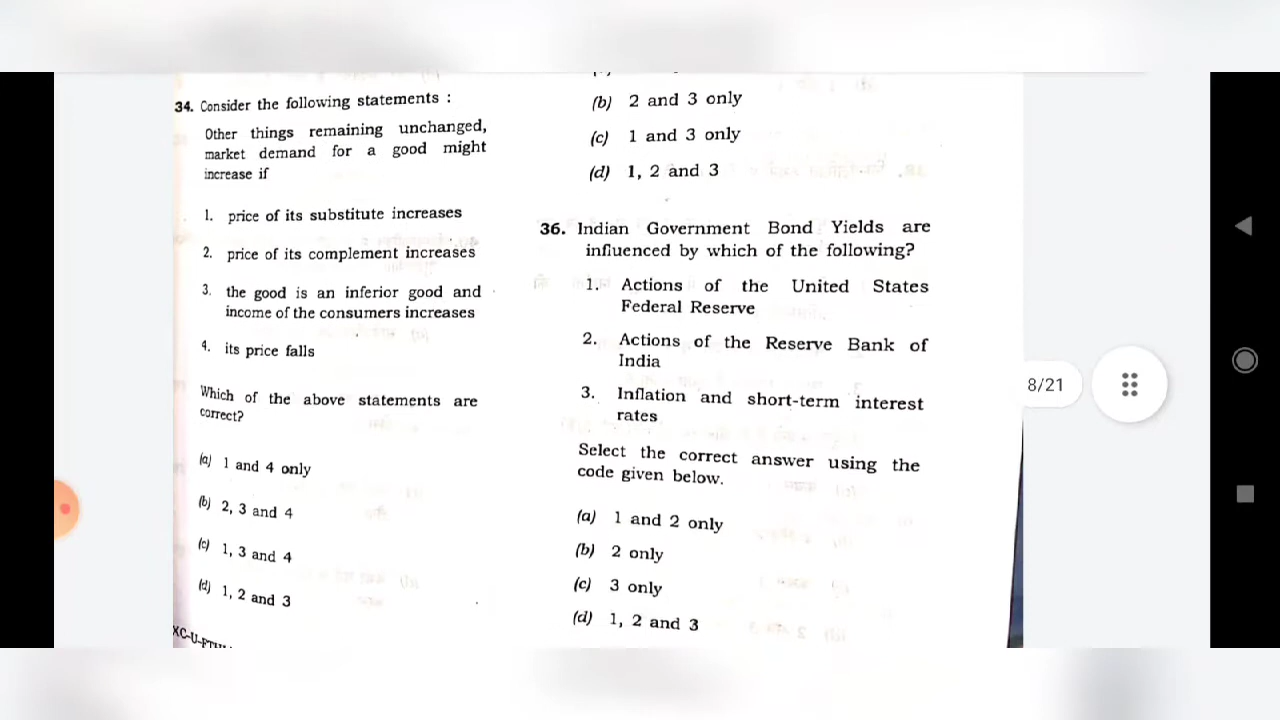 34. Consider the following statements :
Other things remaining unchanged,
market demand for a good might
increase if
1. price of its substitute increases
2. price of its complement increases
3. the good is an inferior good and
income of the consumers increases
4. its price falls
Which of the above statements are
correct?
(a) 1 and 4 only
(b) 2, 3 and 4
(c) 1, 3 and 4
(d) 1, 2 and 3
(b) 2 and 3 only
(c) 1 and 3 only
(d) 1, 2 and 3
36. Indian Government Bond Yields are
influenced by which of the following?
1. Actions of the United States
Federal Reserve
2. Actions of the Reserve Bank of
India
3. Inflation and short-term interest
rates
Select the correct answer using the
code given below.
(a) 1 and 2 only
(b) 2 only
(c) 3 only
(d) 1, 2 and 3
8/21